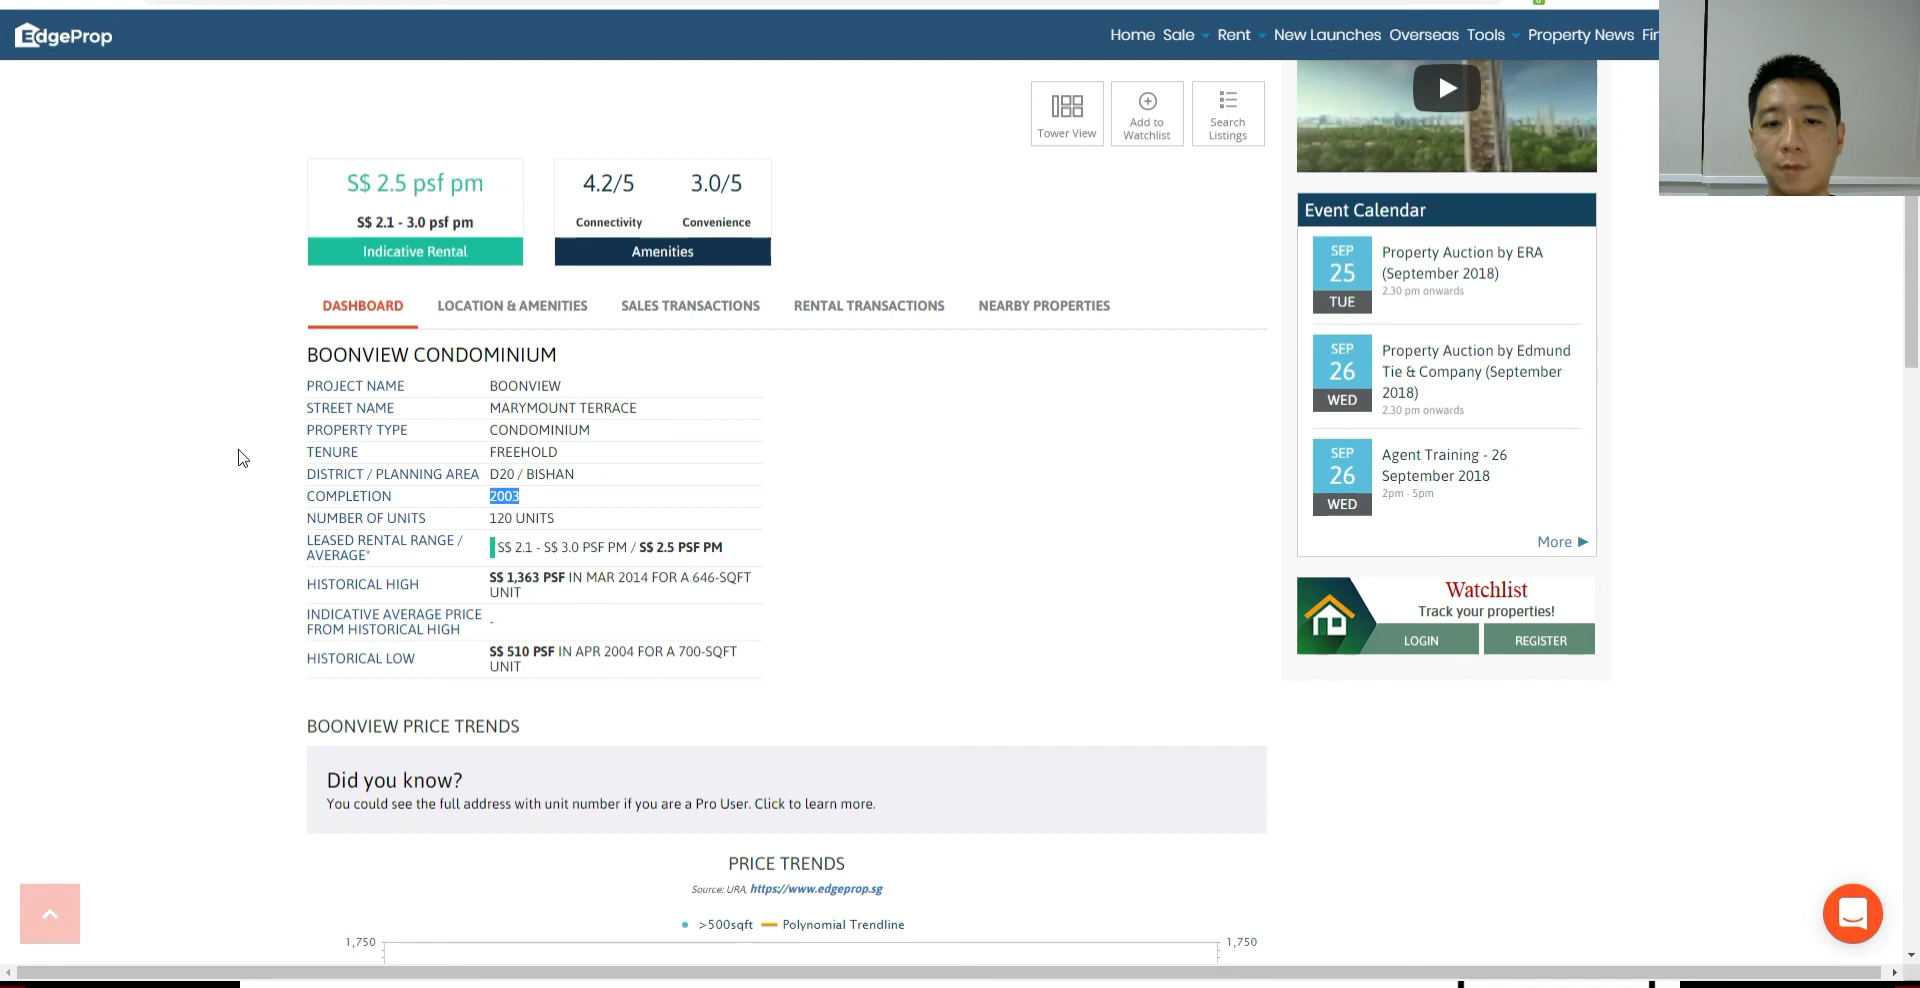 EdgeProp
Home Sale Rent New Launches Overseas Tools Property News Fin
Tower View
Add to
Watchlist
Search
Listings
S$ 2.5 psf pm
S$ 2.1 - 3.0 psf pm
Indicative Rental
4.2/5 3.0/5
Connectivity Convenience
Amenities
DASHBOARD LOCATION & AMENITIES SALES TRANSACTIONS RENTAL TRANSACTIONS NEARBY PROPERTIES
BOONVIEW CONDOMINIUM
PROJECT NAME BOONVIEW
STREET NAME MARYMOUNT TERRACE
PROPERTY TYPE CONDOMINIUM
TENURE FREEHOLD
DISTRICT / PLANNING AREA D20 / BISHAN
COMPLETION 2003
NUMBER OF UNITS 120 UNITS
LEASED RENTAL RANGE /
AVERAGE*
S$ 2.1 - S$ 3.0 PSF PM / S$ 2.5 PSF PM
HISTORICAL HIGH
S$ 1,363 PSF IN MAR 2014 FOR A 646-SQFT
UNIT
INDICATIVE AVERAGE PRICE
FROM HISTORICAL HIGH
-
HISTORICAL LOW
S$ 510 PSF IN APR 2004 FOR A 700-SQFT
UNIT
BOONVIEW PRICE TRENDS
Did you know?
You could see the full address with unit number if you are a Pro User. Click to learn more.
PRICE TRENDS
Source: URA, https://www.edgeprop.sg
>500sqft Polynomial Trendline
1,750 1,750
Event Calendar
SEP
25
TUE
Property Auction by ERA
(September 2018)
2.30 pm onwards
SEP
26
WED
Property Auction by Edmund
Tie & Company (September
2018)
2.30 pm onwards
SEP
26
WED
Agent Training - 26
September 2018
2pm - 5pm
More
Watchlist
Track your properties!
LOGIN REGISTER